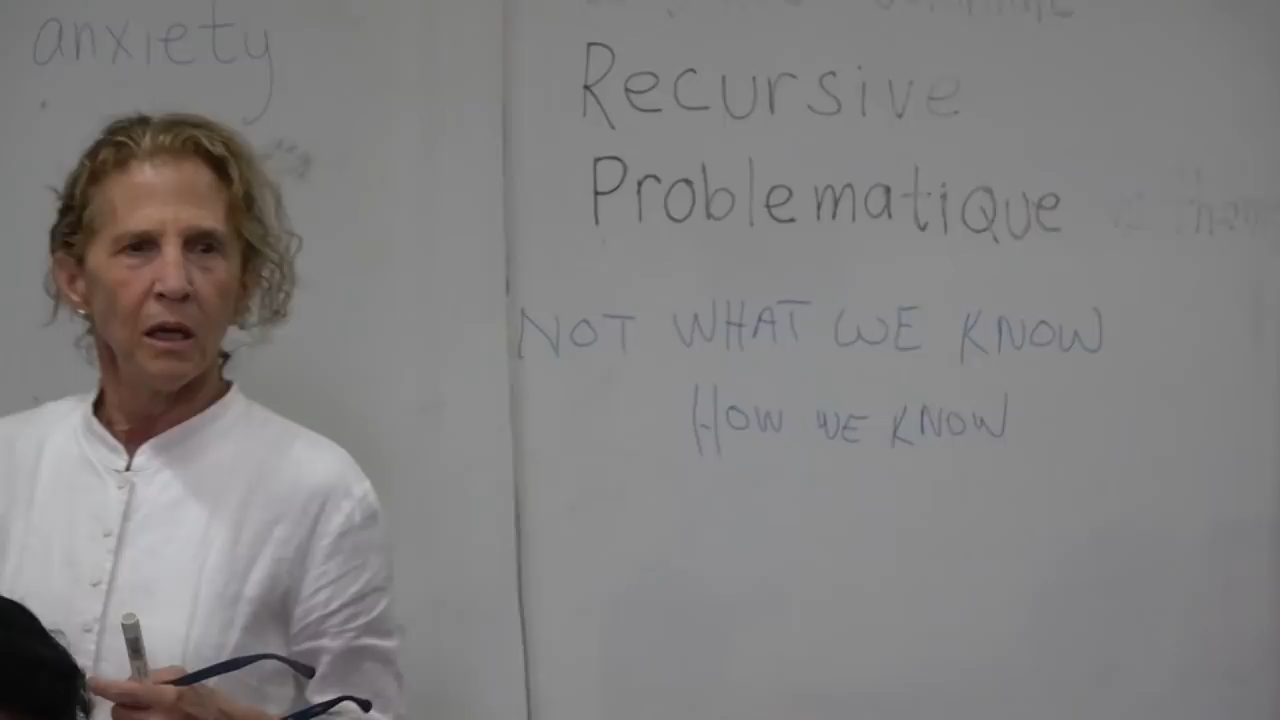 anxiety
Recursive
ProblematiQue
NOT WHAT WE KNOW
HOW WE KNOW